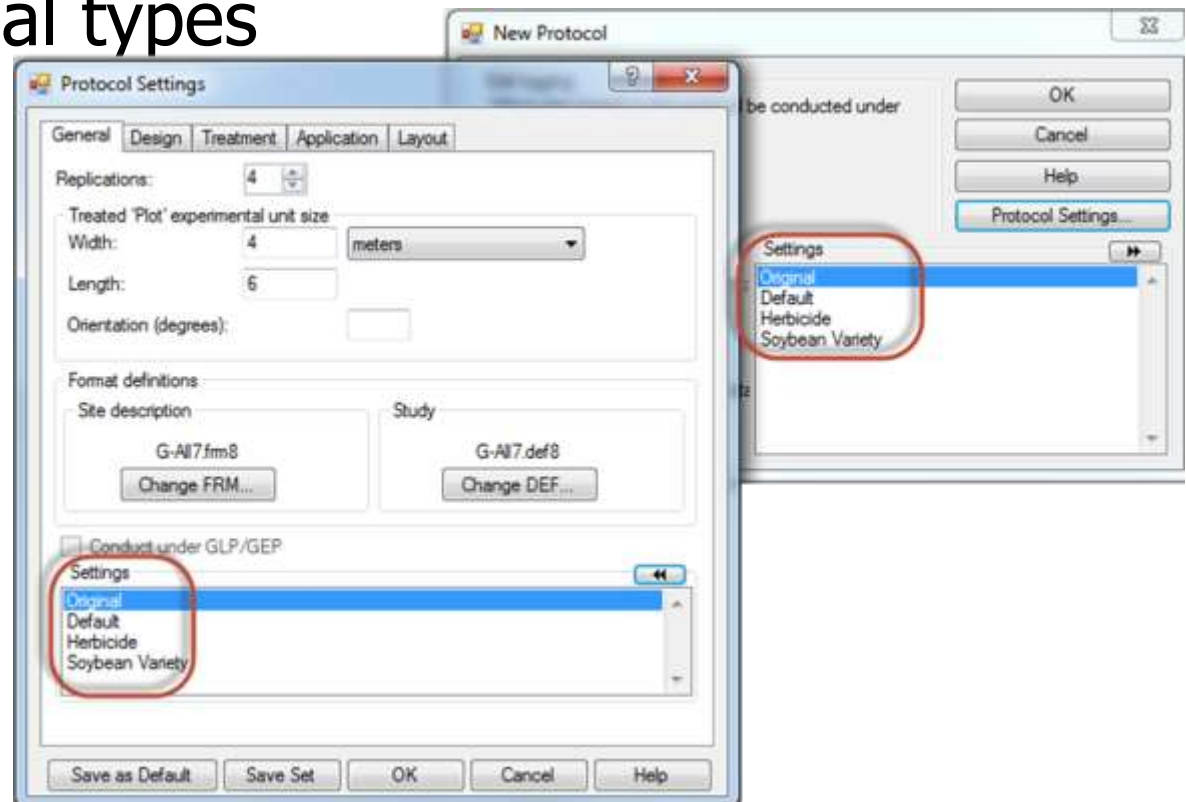 al types
New Protocol
be conducted under
OK
Cancel
Help
Protocol Settings...
Settings
Original
Default
Herbicide
Soybean Variety
Protocol Settings
General Design Treatment Application Layout
Replications: 4
Treated 'Plot' experimental unit size
Width: 4 meters
Length: 6
Orientation (degrees):
Format definitions
Site description Study
G-All7.frm8 G-All7.def8
Change FRM... Change DEF...
Conduct under GLP/GEP
Settings
Original
Default
Herbicide
Soybean Variety
Save as Default Save Set OK Cancel Help